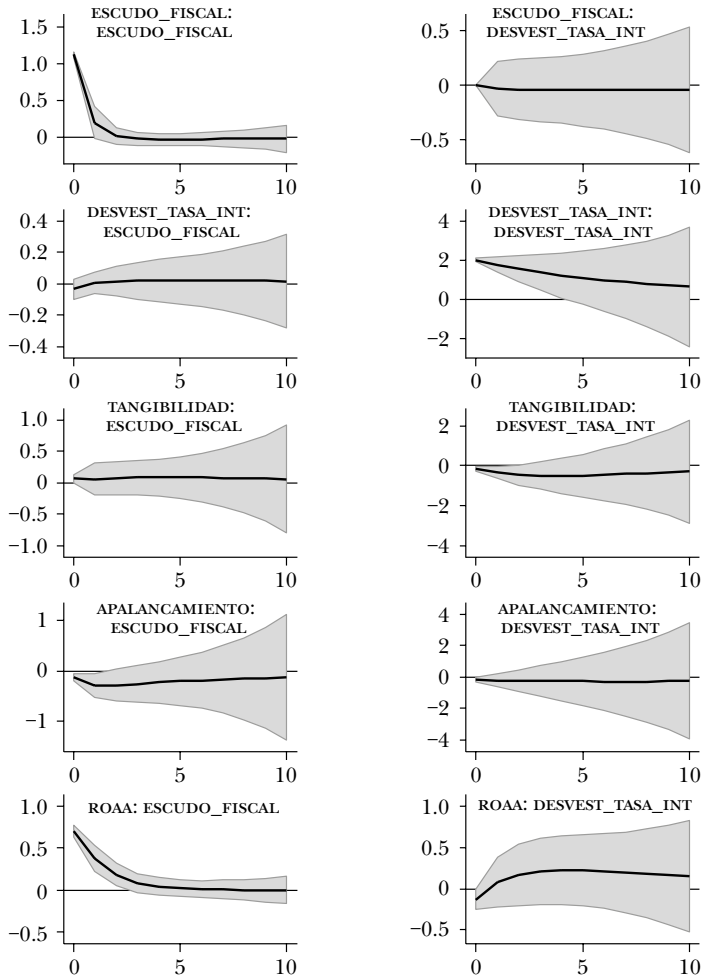 ESCUDO_FISCAL:
ESCUDO_FISCAL
1.5
1.0
0.5
0
0 5 10
ESCUDO_FISCAL:
DESVEST_TASA_INT
0.5
0
−0.5
0 5 10
DESVEST_TASA_INT:
ESCUDO_FISCAL
0.4
0.2
0
−0.2
−0.4
0 5 10
DESVEST_TASA_INT:
DESVEST_TASA_INT
4
2
0
−2
0 5 10
TANGIBILIDAD:
ESCUDO_FISCAL
1.0
0.5
0
−0.5
−1.0
0 5 10
TANGIBILIDAD:
DESVEST_TASA_INT
2
0
−2
−4
0 5 10
APALANCAMIENTO:
ESCUDO_FISCAL
1
0
−1
0 5 10
APALANCAMIENTO:
DESVEST_TASA_INT
4
2
0
−2
−4
0 5 10
ROAA: ESCUDO_FISCAL
1.0
0.5
0
−0.5
0 5 10
ROAA: DESVEST_TASA_INT
1.0
0.5
0
−0.5
0 5 10